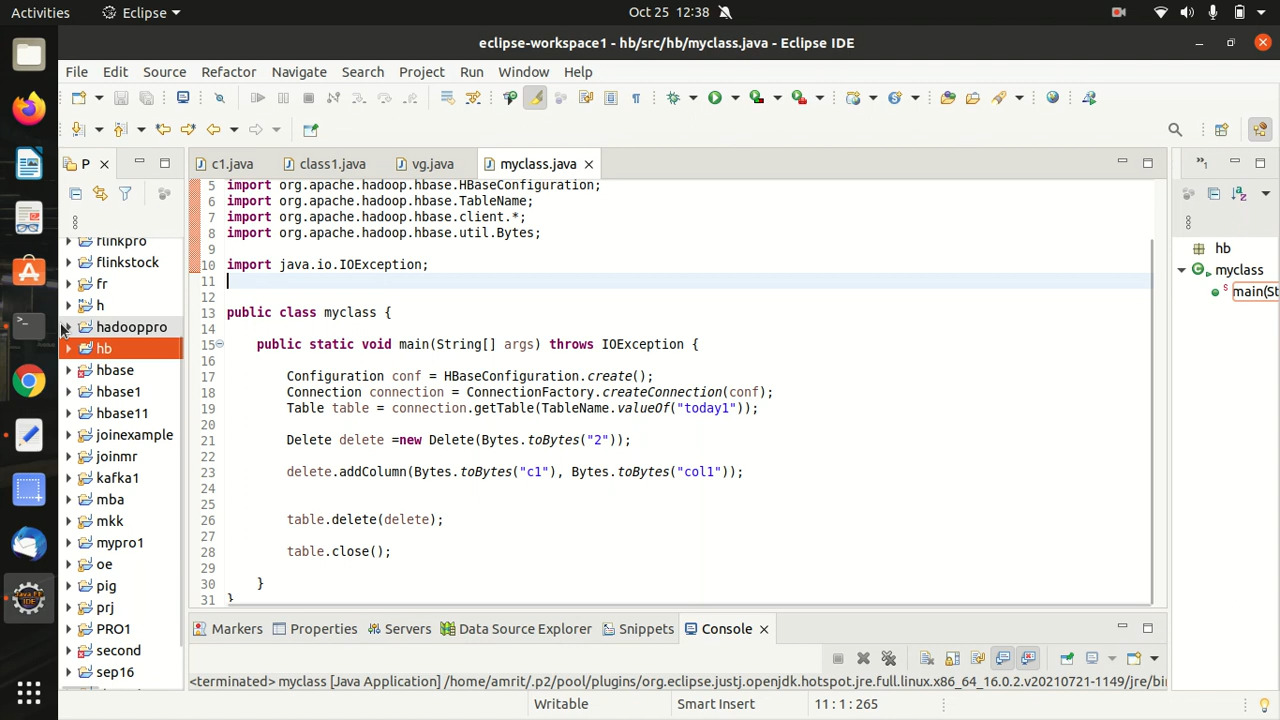 Activities
Eclipse
Oct 25 12:38
eclipse-workspace1 - hb/src/hb/myclass.java - Eclipse IDE
File Edit Source Refactor Navigate Search Project Run Window Help
P
c1.java
class1.java
vg.java
myclass.java
flinkpro
flinkstock
fr
h
hadooppro
hb
hbase
hbase1
hbase11
joinexample
joinmr
kafka1
mba
mkk
mypro1
oe
pig
prj
PRO1
second
sep16
5 import org.apache.hadoop.hbase.HBaseConfiguration;
6 import org.apache.hadoop.hbase.TableName;
7 import org.apache.hadoop.hbase.client.*;
8 import org.apache.hadoop.hbase.util.Bytes;
9
10 import java.io.IOException;
11
12
13 public class myclass {
14
15 public static void main(String[] args) throws IOException {
16
17 Configuration conf = HBaseConfiguration.create();
18 Connection connection = ConnectionFactory.createConnection(conf);
19 Table table = connection.getTable(TableName.valueOf("today1"));
20
21 Delete delete =new Delete(Bytes.toBytes("2"));
22
23 delete.addColumn(Bytes.toBytes("c1"), Bytes.toBytes("col1"));
24
25
26 table.delete(delete);
27
28 table.close();
29
30 }
31 }
hb
myclass
main(St
Markers Properties Servers Data Source Explorer Snippets Console
<terminated> myclass [Java Application] /home/amrit/.p2/pool/plugins/org.eclipse.justj.openjdk.hotspot.jre.full.linux.x86_64_16.0.2.v20210721-1149/jre/bin
Writable
Smart Insert
11 : 1 : 265